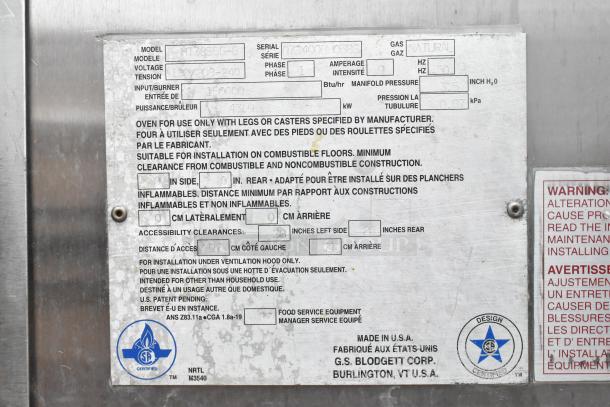 MODEL
MODELE
SERIAL
SÉRIE
GAS NATURAL
GAZ
VOLTAGE
TENSION
PHASE
PHASE
AMPERAGE
INTENSITÉ
HZ
HZ
INPUT/BURNER
ENTRÉE DE
Btu/hr MANIFOLD PRESSURE INCH H2O
PUISSANCE/BRÛLEUR kW PRESSION LA
TUBULURE kPa
OVEN FOR USE ONLY WITH LEGS OR CASTERS SPECIFIED BY MANUFACTURER.
FOUR À UTILISER SEULEMENT AVEC DES PIEDS OU DES ROULETTES SPÉCIFIÉS
PAR LE FABRICANT.
SUITABLE FOR INSTALLATION ON COMBUSTIBLE FLOORS. MINIMUM
CLEARANCE FROM COMBUSTIBLE AND NONCOMBUSTIBLE CONSTRUCTION.
IN SIDE, IN. REAR • ADAPTÉ POUR ÊTRE INSTALLÉ SUR DES PLANCHERS
INFLAMMABLES. DISTANCE MINIMUM PAR RAPPORT AUX CONSTRUCTIONS
INFLAMMABLES ET NON INFLAMMABLES.
0 CM LATÉRALEMENT 0 CM ARRIÈRE
ACCESSIBILITY CLEARANCES: INCHES LEFT SIDE INCHES REAR
DISTANCE D'ACCES CM CÔTÉ GAUCHE CM ARRIÈRE
FOR INSTALLATION UNDER VENTILATION HOOD ONLY.
POUR UNE INSTALLATION SOUS UNE HOTTE D'ÉVACUATION SEULEMENT.
INTENDED FOR OTHER THAN HOUSEHOLD USE.
DESTINÉ À UN USAGE AUTRE QUE DOMESTIQUE.
U.S. PATENT PENDING:
BREVET É-U EN INSTANCE.
ANS Z83.11a • CGA 1.8a-19 FOOD SERVICE EQUIPMENT
MANAGER SERVICE EQUIPÉ
MADE IN U.S.A.
FABRIQUÉ AUX ÉTATS-UNIS
G.S. BLODGETT CORP.
BURLINGTON, VT U.S.A.
CERTIFIED
TM
NRTL
M3540
DESIGN
CERTIFIED
TM
WARNING:
ALTERATION
CAUSE PRO
READ THE IN
MAINTENAN
INSTALLING
AVERTISSE
AJUSTEMEN
UN ENTRETI
CAUSER DE
BLESSURES
LES DIRECTI
ET D'ENTRE
L'INSTALLA
EQUIPMENT